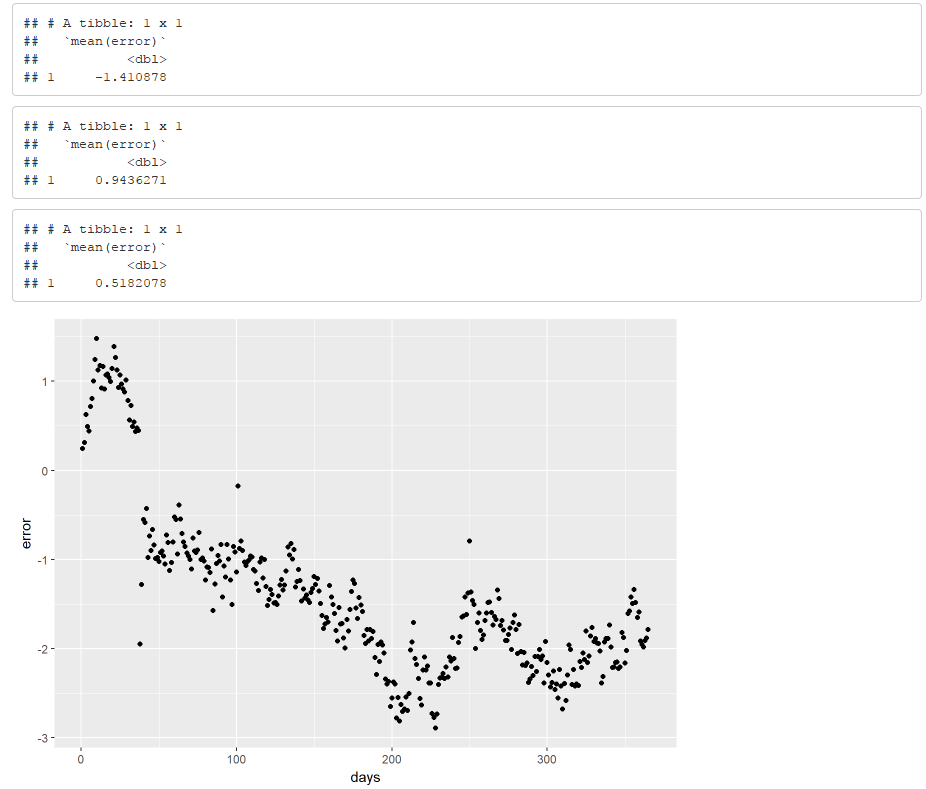 ## # A tibble: 1 x 1
##   `mean(error)`
##           <dbl>
## 1     -1.410878
## # A tibble: 1 x 1
##   `mean(error)`
##           <dbl>
## 1     0.9436271
## # A tibble: 1 x 1
##   `mean(error)`
##           <dbl>
## 1     0.5182078
1
0
-1
-2
-3
error
0 100 200 300
days